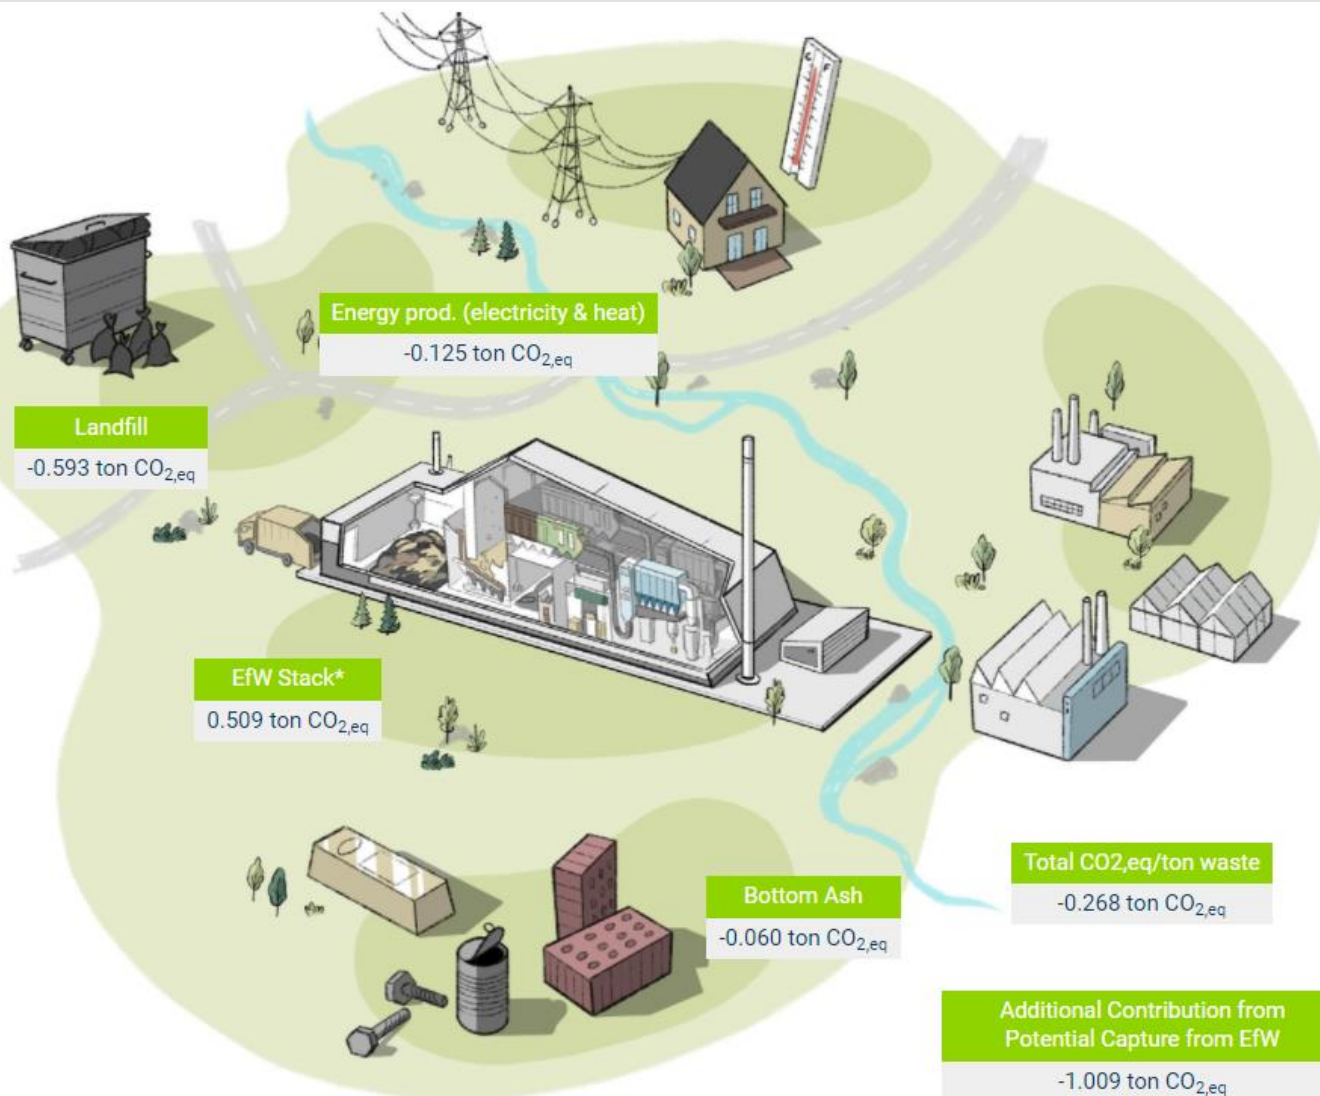 C F
Energy prod. (electricity & heat)
-0.125 ton CO₂,eq
Landfill
-0.593 ton CO₂,eq
EfW Stack*
0.509 ton CO₂,eq
Bottom Ash
-0.060 ton CO₂,eq
Total CO2,eq/ton waste
-0.268 ton CO₂,eq
Additional Contribution from
Potential Capture from EfW
-1.009 ton CO₂,eq